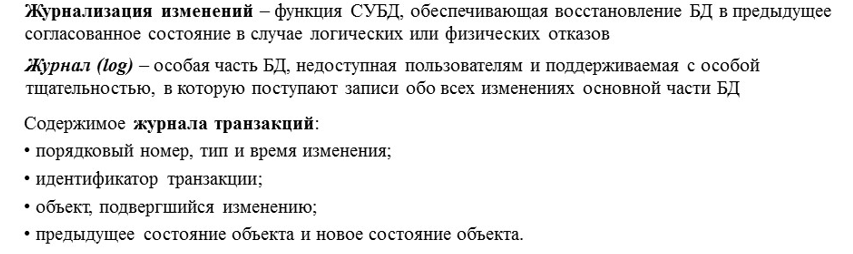 Журнализация изменений – функция СУБД, обеспечивающая восстановление БД в предыдущее
согласованное состояние в случае логических или физических отказов
Журнал (log) – особая часть БД, недоступная пользователям и поддерживаемая с особой
тщательностью, в которую поступают записи обо всех изменениях основной части БД
Содержимое журнала транзакций:
• порядковый номер, тип и время изменения;
• идентификатор транзакции;
• объект, подвергшийся изменению;
• предыдущее состояние объекта и новое состояние объекта.